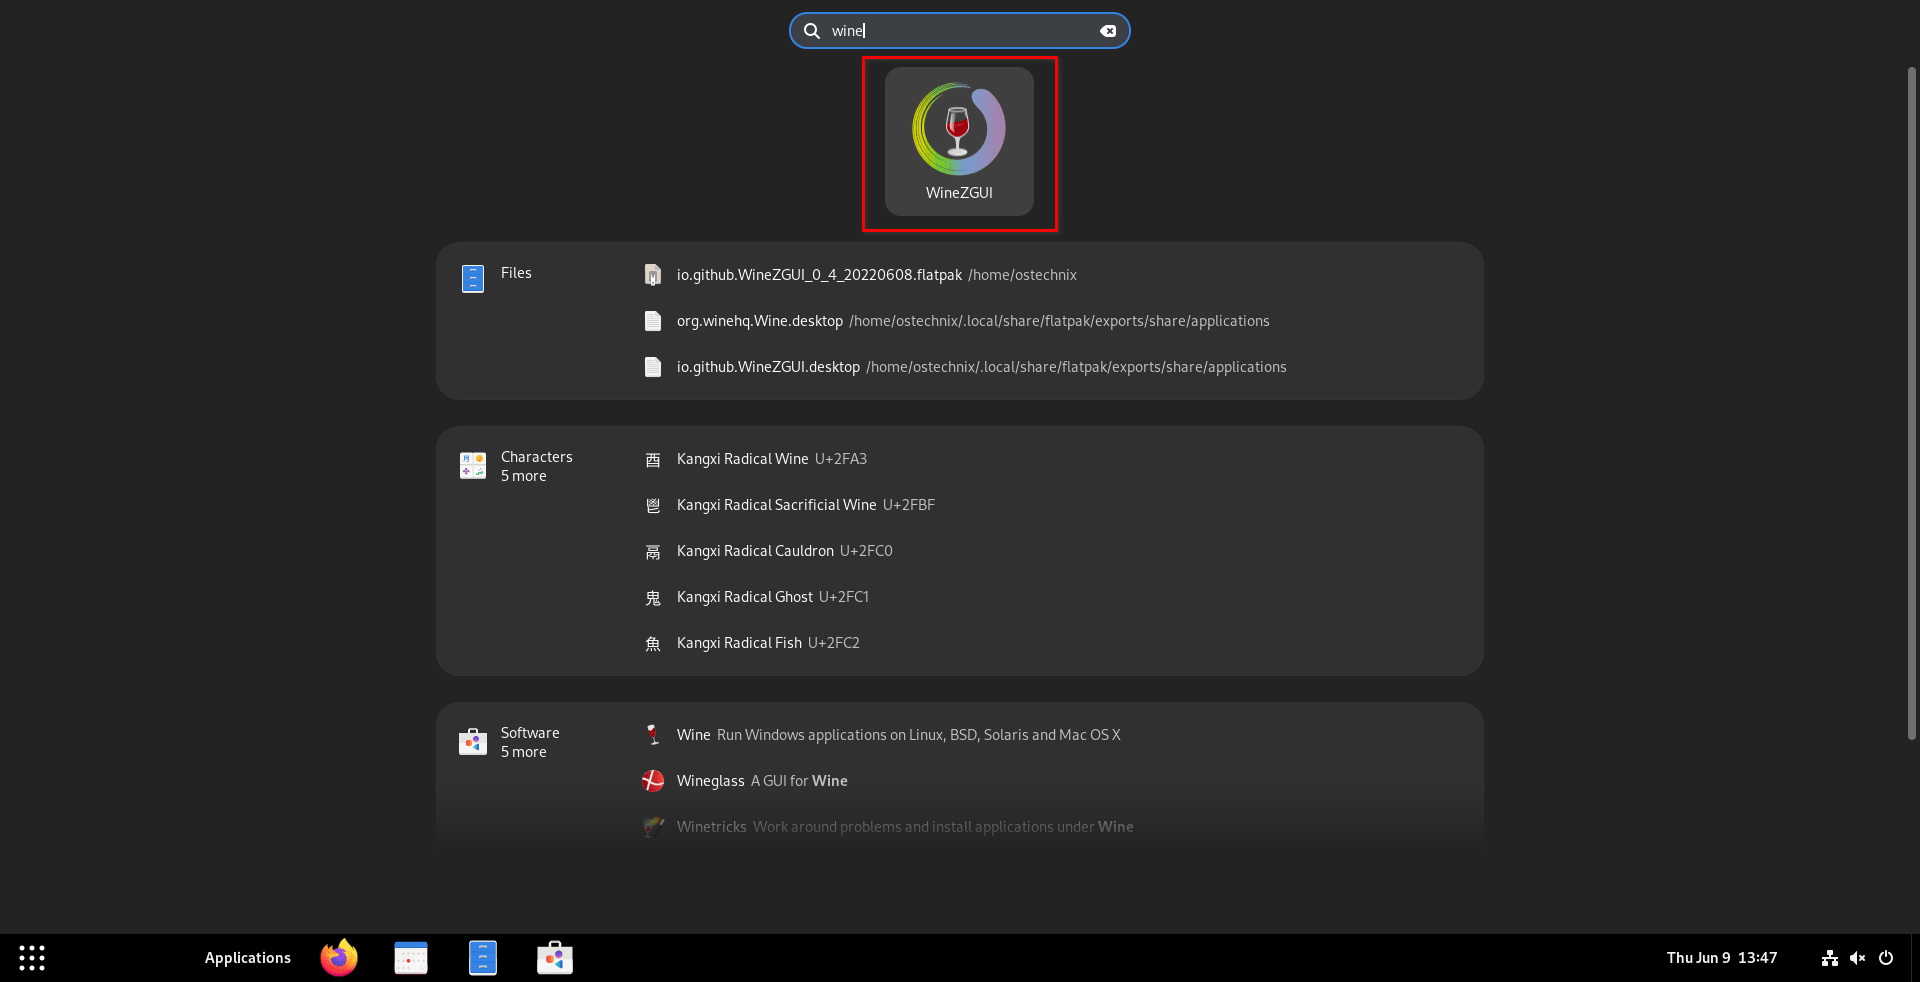 wine
WineZGUI
Files
io.github.WineZGUI_0_4_20220608.flatpak /home/ostechnix
org.winehq.Wine.desktop /home/ostechnix/.local/share/flatpak/exports/share/applications
io.github.WineZGUI.desktop /home/ostechnix/.local/share/flatpak/exports/share/applications
Characters
5 more
⾣ Kangxi Radical Wine U+2FA3
⾿ Kangxi Radical Sacrificial Wine U+2FBF
⿀ Kangxi Radical Cauldron U+2FC0
⿁ Kangxi Radical Ghost U+2FC1
⿂ Kangxi Radical Fish U+2FC2
Software
5 more
Wine Run Windows applications on Linux, BSD, Solaris and Mac OS X
Wineglass A GUI for Wine
Winetricks Work around problems and install applications under Wine
Applications
Thu Jun 9 13:47